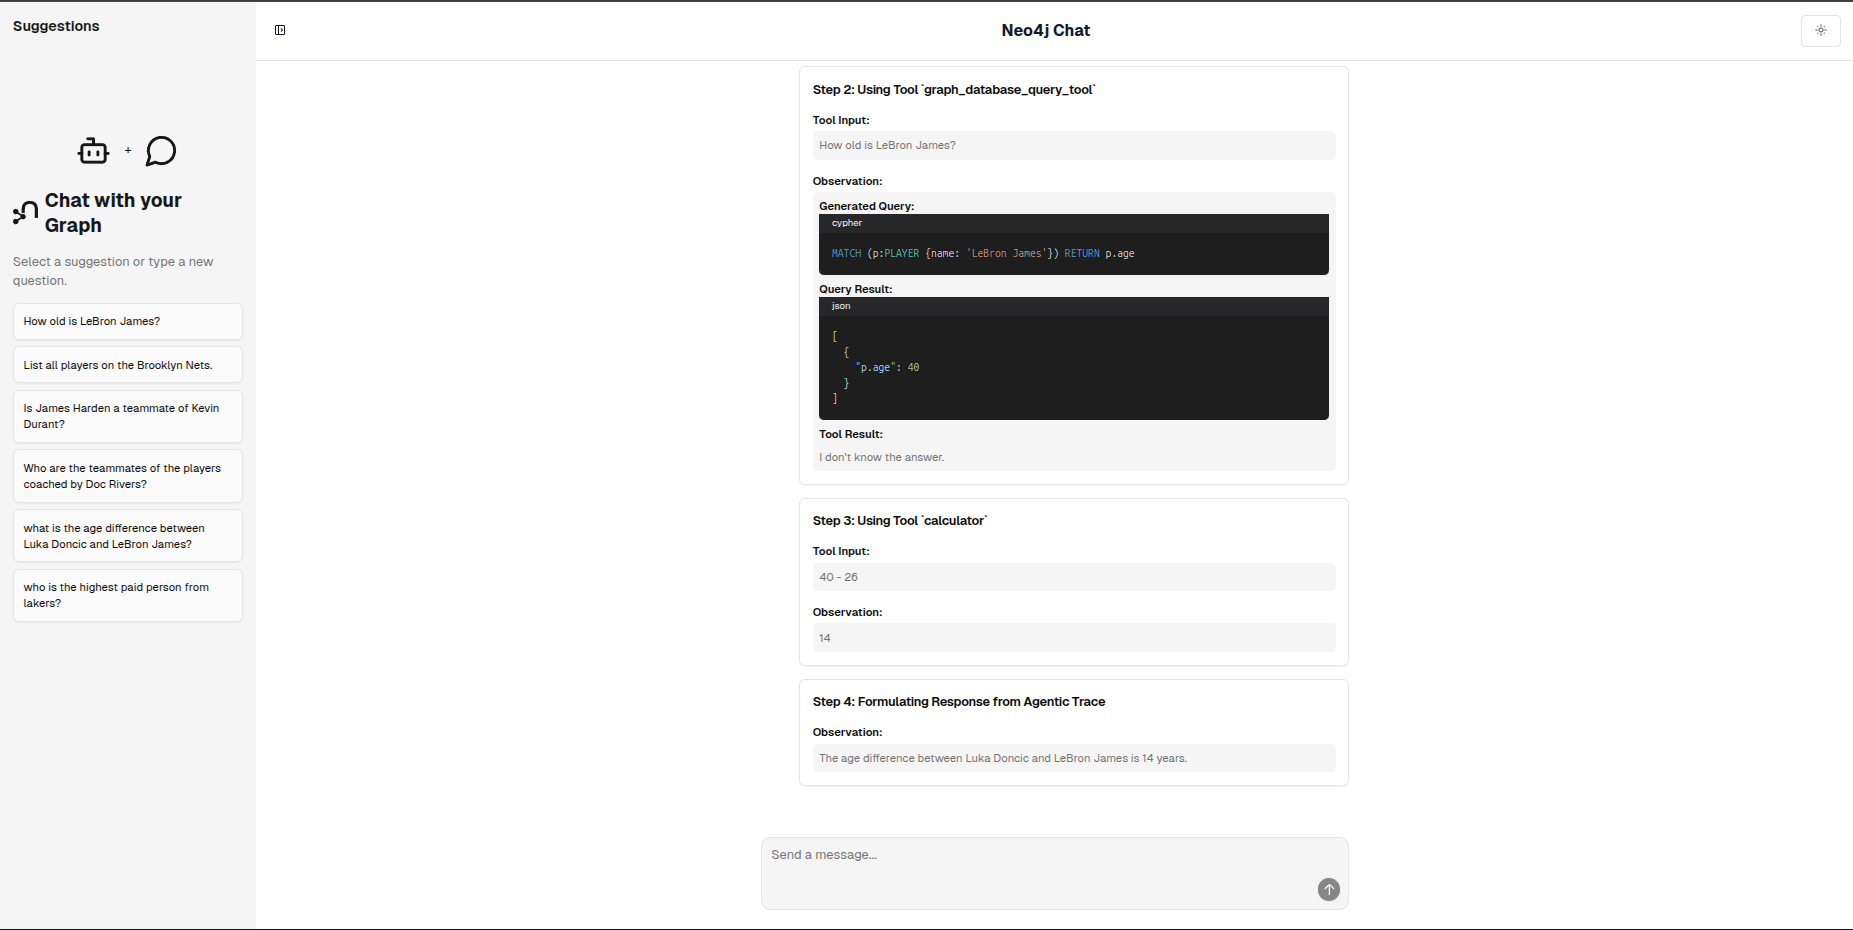 Suggestions
+
Chat with your
Graph
Select a suggestion or type a new
question.
How old is LeBron James?
List all players on the Brooklyn Nets.
Is James Harden a teammate of Kevin
Durant?
Who are the teammates of the players
coached by Doc Rivers?
what is the age difference between
Luka Doncic and LeBron James?
who is the highest paid person from
lakers?
Neo4j Chat
Step 2: Using Tool `graph_database_query_tool`
Tool Input:
How old is LeBron James?
Observation:
Generated Query:
cypher
MATCH (p:PLAYER {name: 'LeBron James'}) RETURN p.age
Query Result:
json
[
  {
    "p.age": 40
  }
]
Tool Result:
I don't know the answer.
Step 3: Using Tool `calculator`
Tool Input:
40 - 26
Observation:
14
Step 4: Formulating Response from Agentic Trace
Observation:
The age difference between Luka Doncic and LeBron James is 14 years.
Send a message...